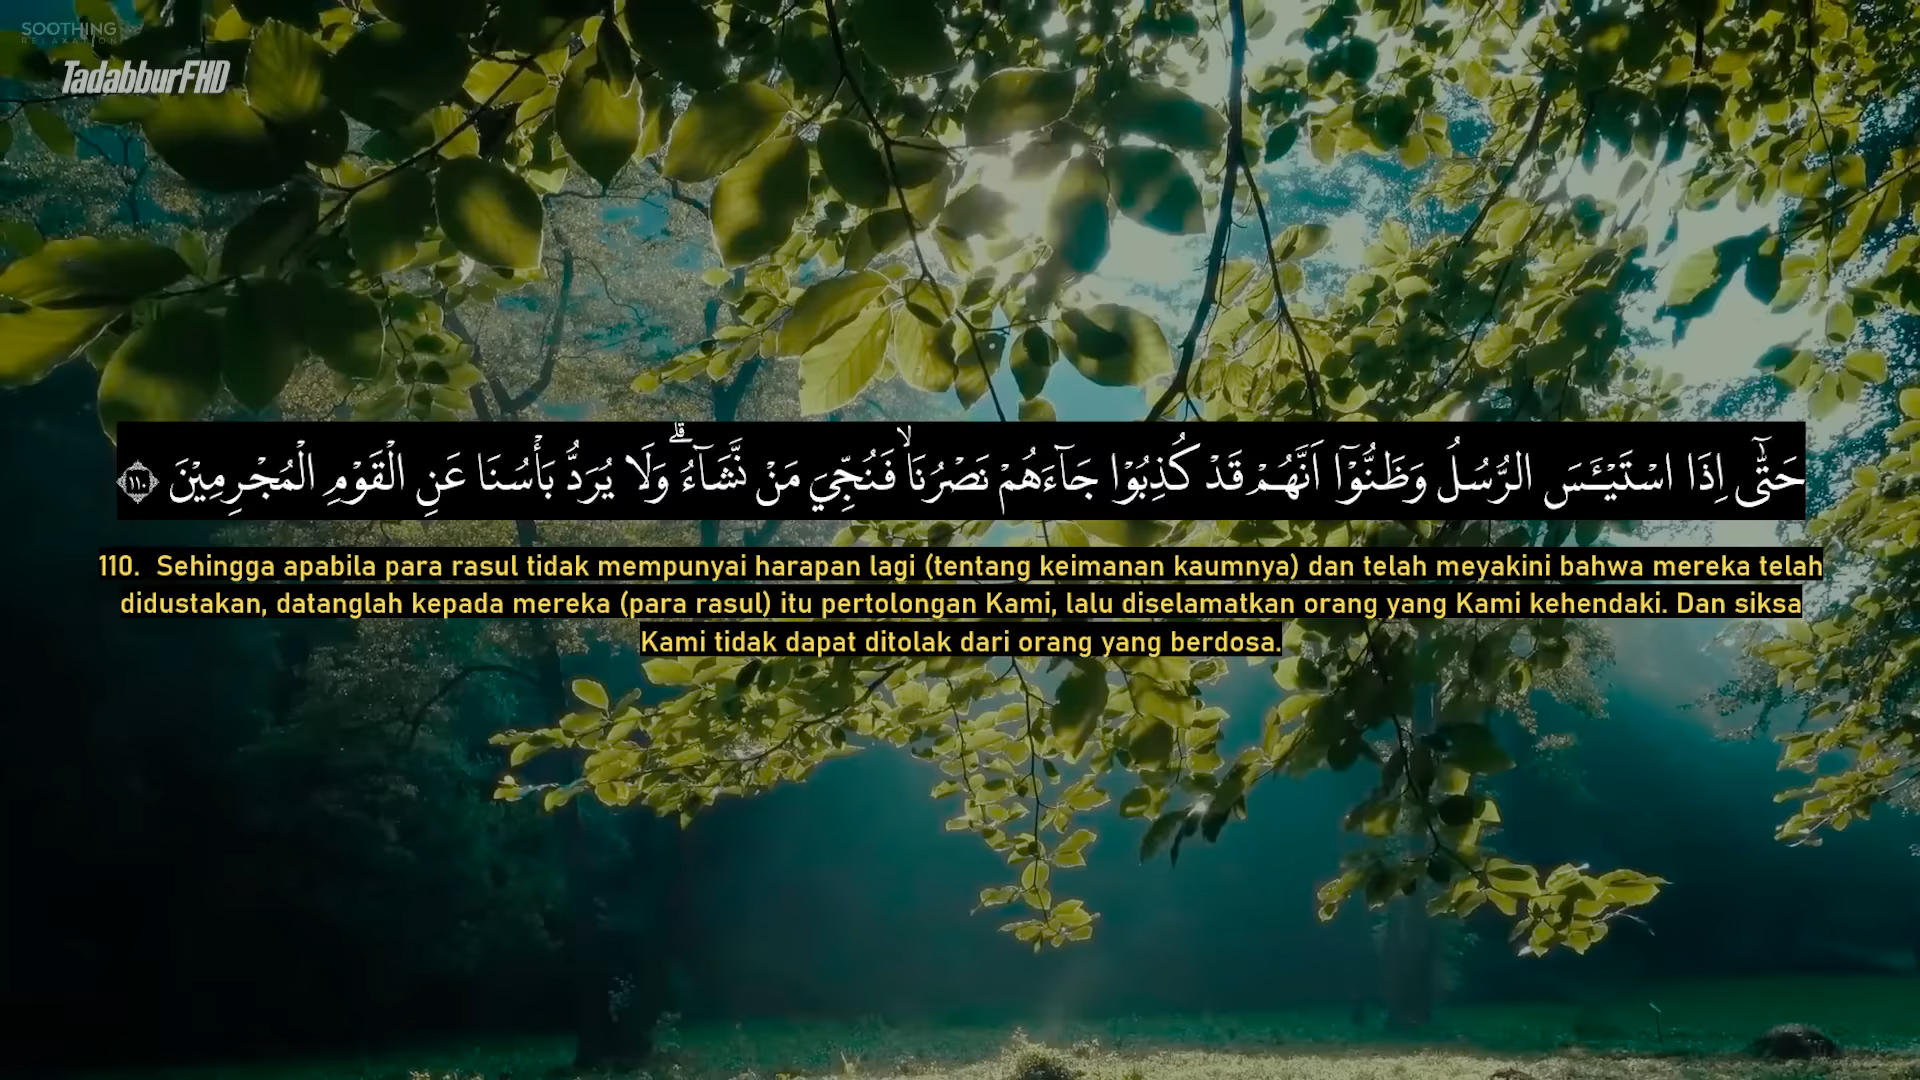 SOOTHING
RELAXATION
TadabburFHD
حَتّٰىٓ اِذَا اسْتَيْـَٔسَ الرُّسُلُ وَظَنُّوْٓا اَنَّهُمْ قَدْ كُذِبُوْا جَاۤءَهُمْ نَصْرُنَاۙ فَنُجِّيَ مَنْ نَّشَاۤءُ ۗوَلَا يُرَدُّ بَأْسُنَا عَنِ الْقَوْمِ الْمُجْرِمِيْنَ ١١٠
110. Sehingga apabila para rasul tidak mempunyai harapan lagi (tentang keimanan kaumnya) dan telah meyakini bahwa mereka telah
didustakan, datanglah kepada mereka (para rasul) itu pertolongan Kami, lalu diselamatkan orang yang Kami kehendaki. Dan siksa
Kami tidak dapat ditolak dari orang yang berdosa.